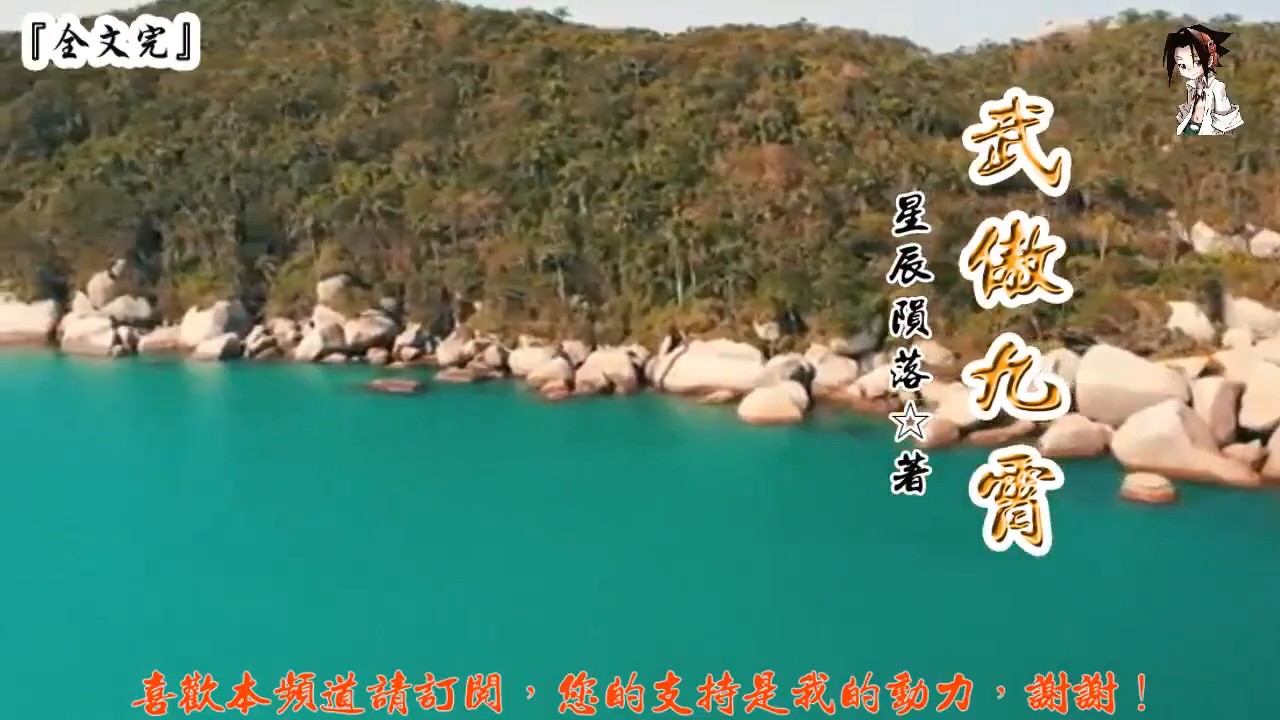 『全文完』
武傲九霄
星辰隕落☆著
喜歡本頻道請訂閱，您的支持是我的動力，謝謝！